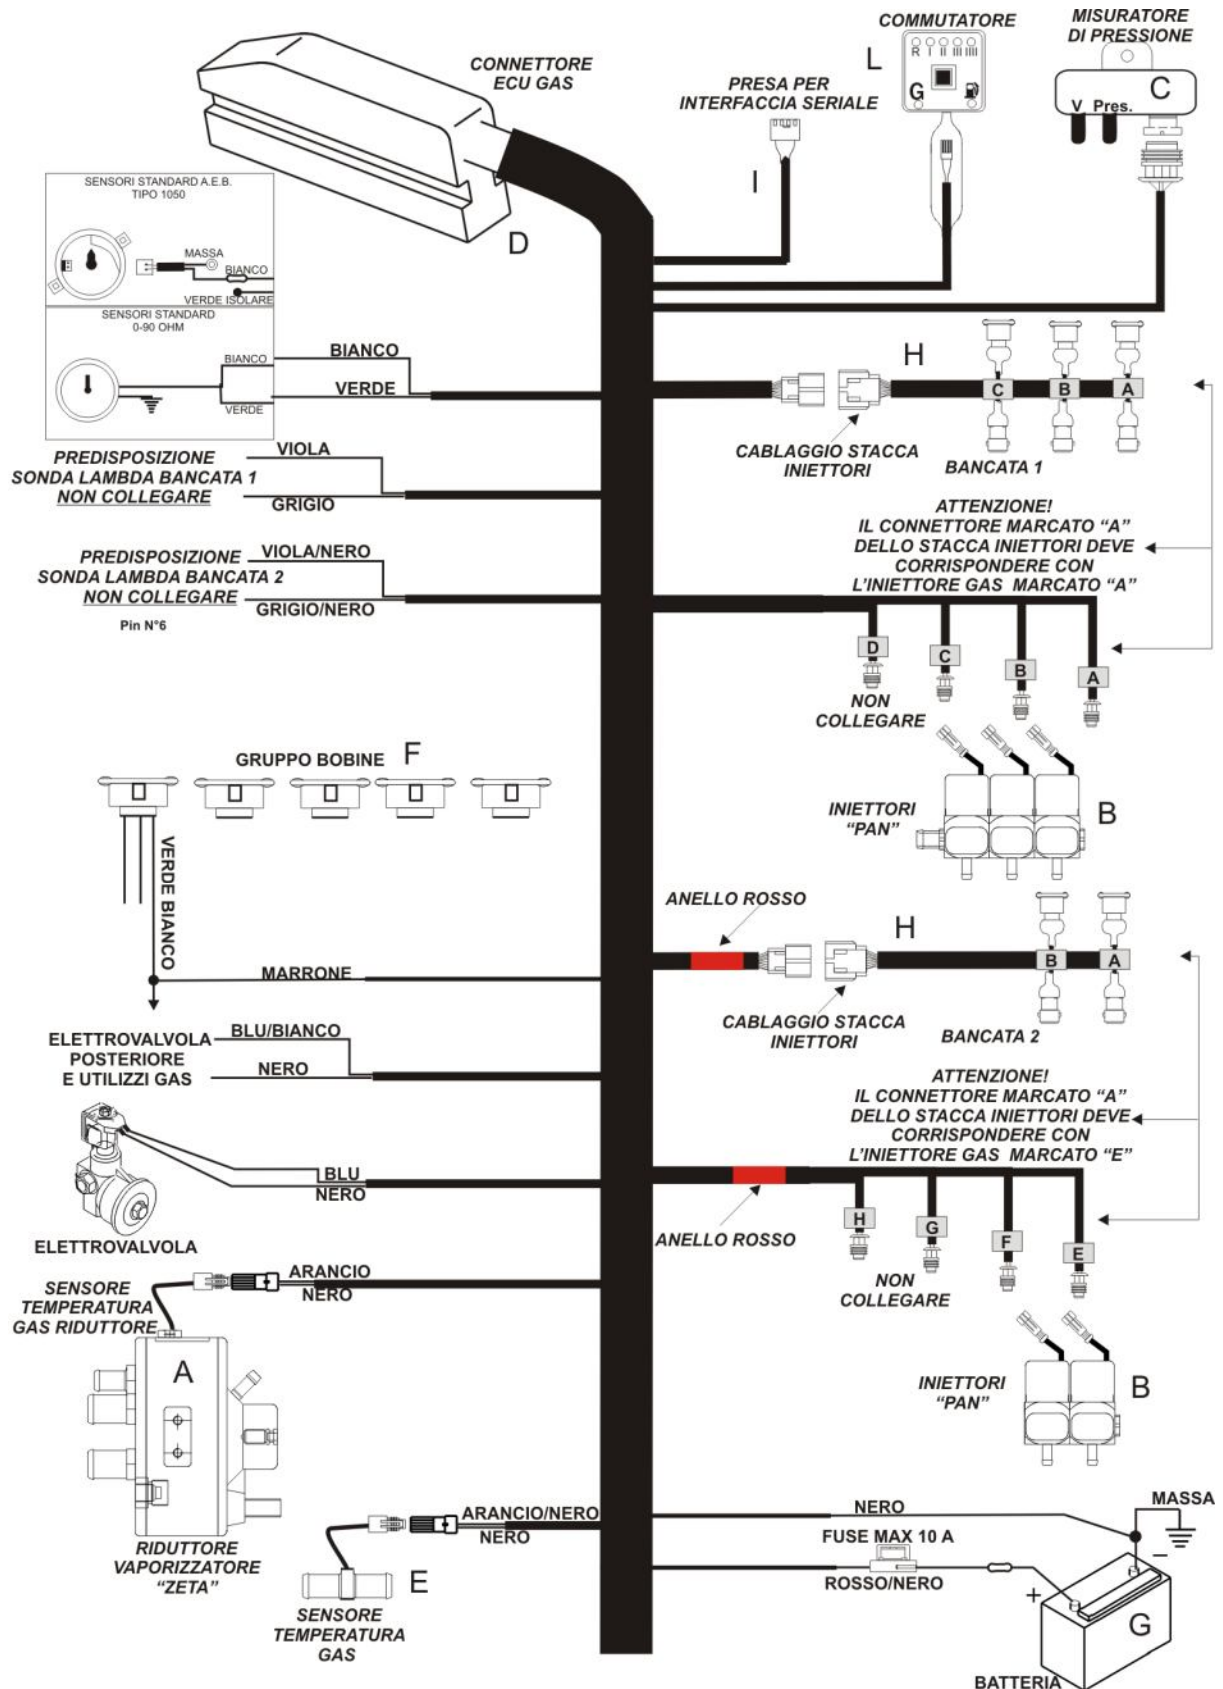 CONNETTORE
ECU GAS
D
PRESA PER
INTERFACCIA SERIALE
I
COMMUTATORE
L
R I II III IIII
G
MISURATORE
DI PRESSIONE
C
V Pres.
SENSORI STANDARD A.E.B.
TIPO 1050
MASSA
BIANCO
VERDE ISOLARE
SENSORI STANDARD
0-90 OHM
BIANCO
VERDE
BIANCO
VERDE
H
C B A
CABLAGGIO STACCA
INIETTORI
BANCATA 1
PREDISPOSIZIONE
SONDA LAMBDA BANCATA 1
NON COLLEGARE
VIOLA
GRIGIO
ATTENZIONE!
IL CONNETTORE MARCATO “A”
DELLO STACCA INIETTORI DEVE
CORRISPONDERE CON
L’INIETTORE GAS MARCATO “A”
PREDISPOSIZIONE
SONDA LAMBDA BANCATA 2
NON COLLEGARE
VIOLA/NERO
GRIGIO/NERO
Pin N°6
D C B A
NON
COLLEGARE
GRUPPO BOBINE F
VERDE BIANCO
MARRONE
INIETTORI
“PAN”
B
ANELLO ROSSO
H
B A
CABLAGGIO STACCA
INIETTORI
BANCATA 2
ELETTROVALVOLA
POSTERIORE
E UTILIZZI GAS
BLU/BIANCO
NERO
ATTENZIONE!
IL CONNETTORE MARCATO “A”
DELLO STACCA INIETTORI DEVE
CORRISPONDERE CON
L’INIETTORE GAS MARCATO “E”
BLU
NERO
ELETTROVALVOLA
ANELLO ROSSO
H G F E
NON
COLLEGARE
SENSORE
TEMPERATURA
GAS RIDUTTORE
ARANCIO
NERO
A
RIDUTTORE
VAPORIZZATORE
“ZETA”
INIETTORI
“PAN”
B
ARANCIO/NERO
NERO
E
SENSORE
TEMPERATURA
GAS
NERO
MASSA
FUSE MAX 10 A
ROSSO/NERO
+
−
G
BATTERIA